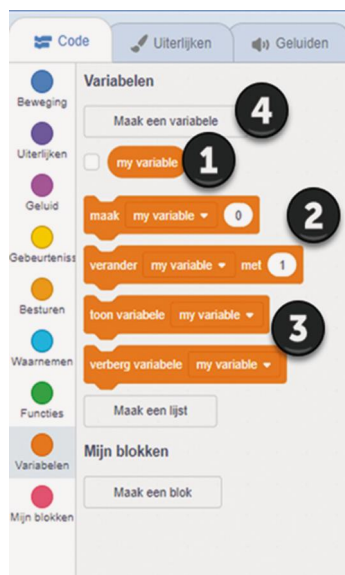 Code
Uiterlijken
Geluiden
Beweging
Uiterlijken
Geluid
Gebeurteniss
Besturen
Waarnemen
Functies
Variabelen
Mijn blokken
Variabelen
Maak een variabele
4
my variable
1
maak my variable 0
2
verander my variable met 1
toon variabele my variable
3
verberg variabele my variable
Maak een lijst
Mijn blokken
Maak een blok